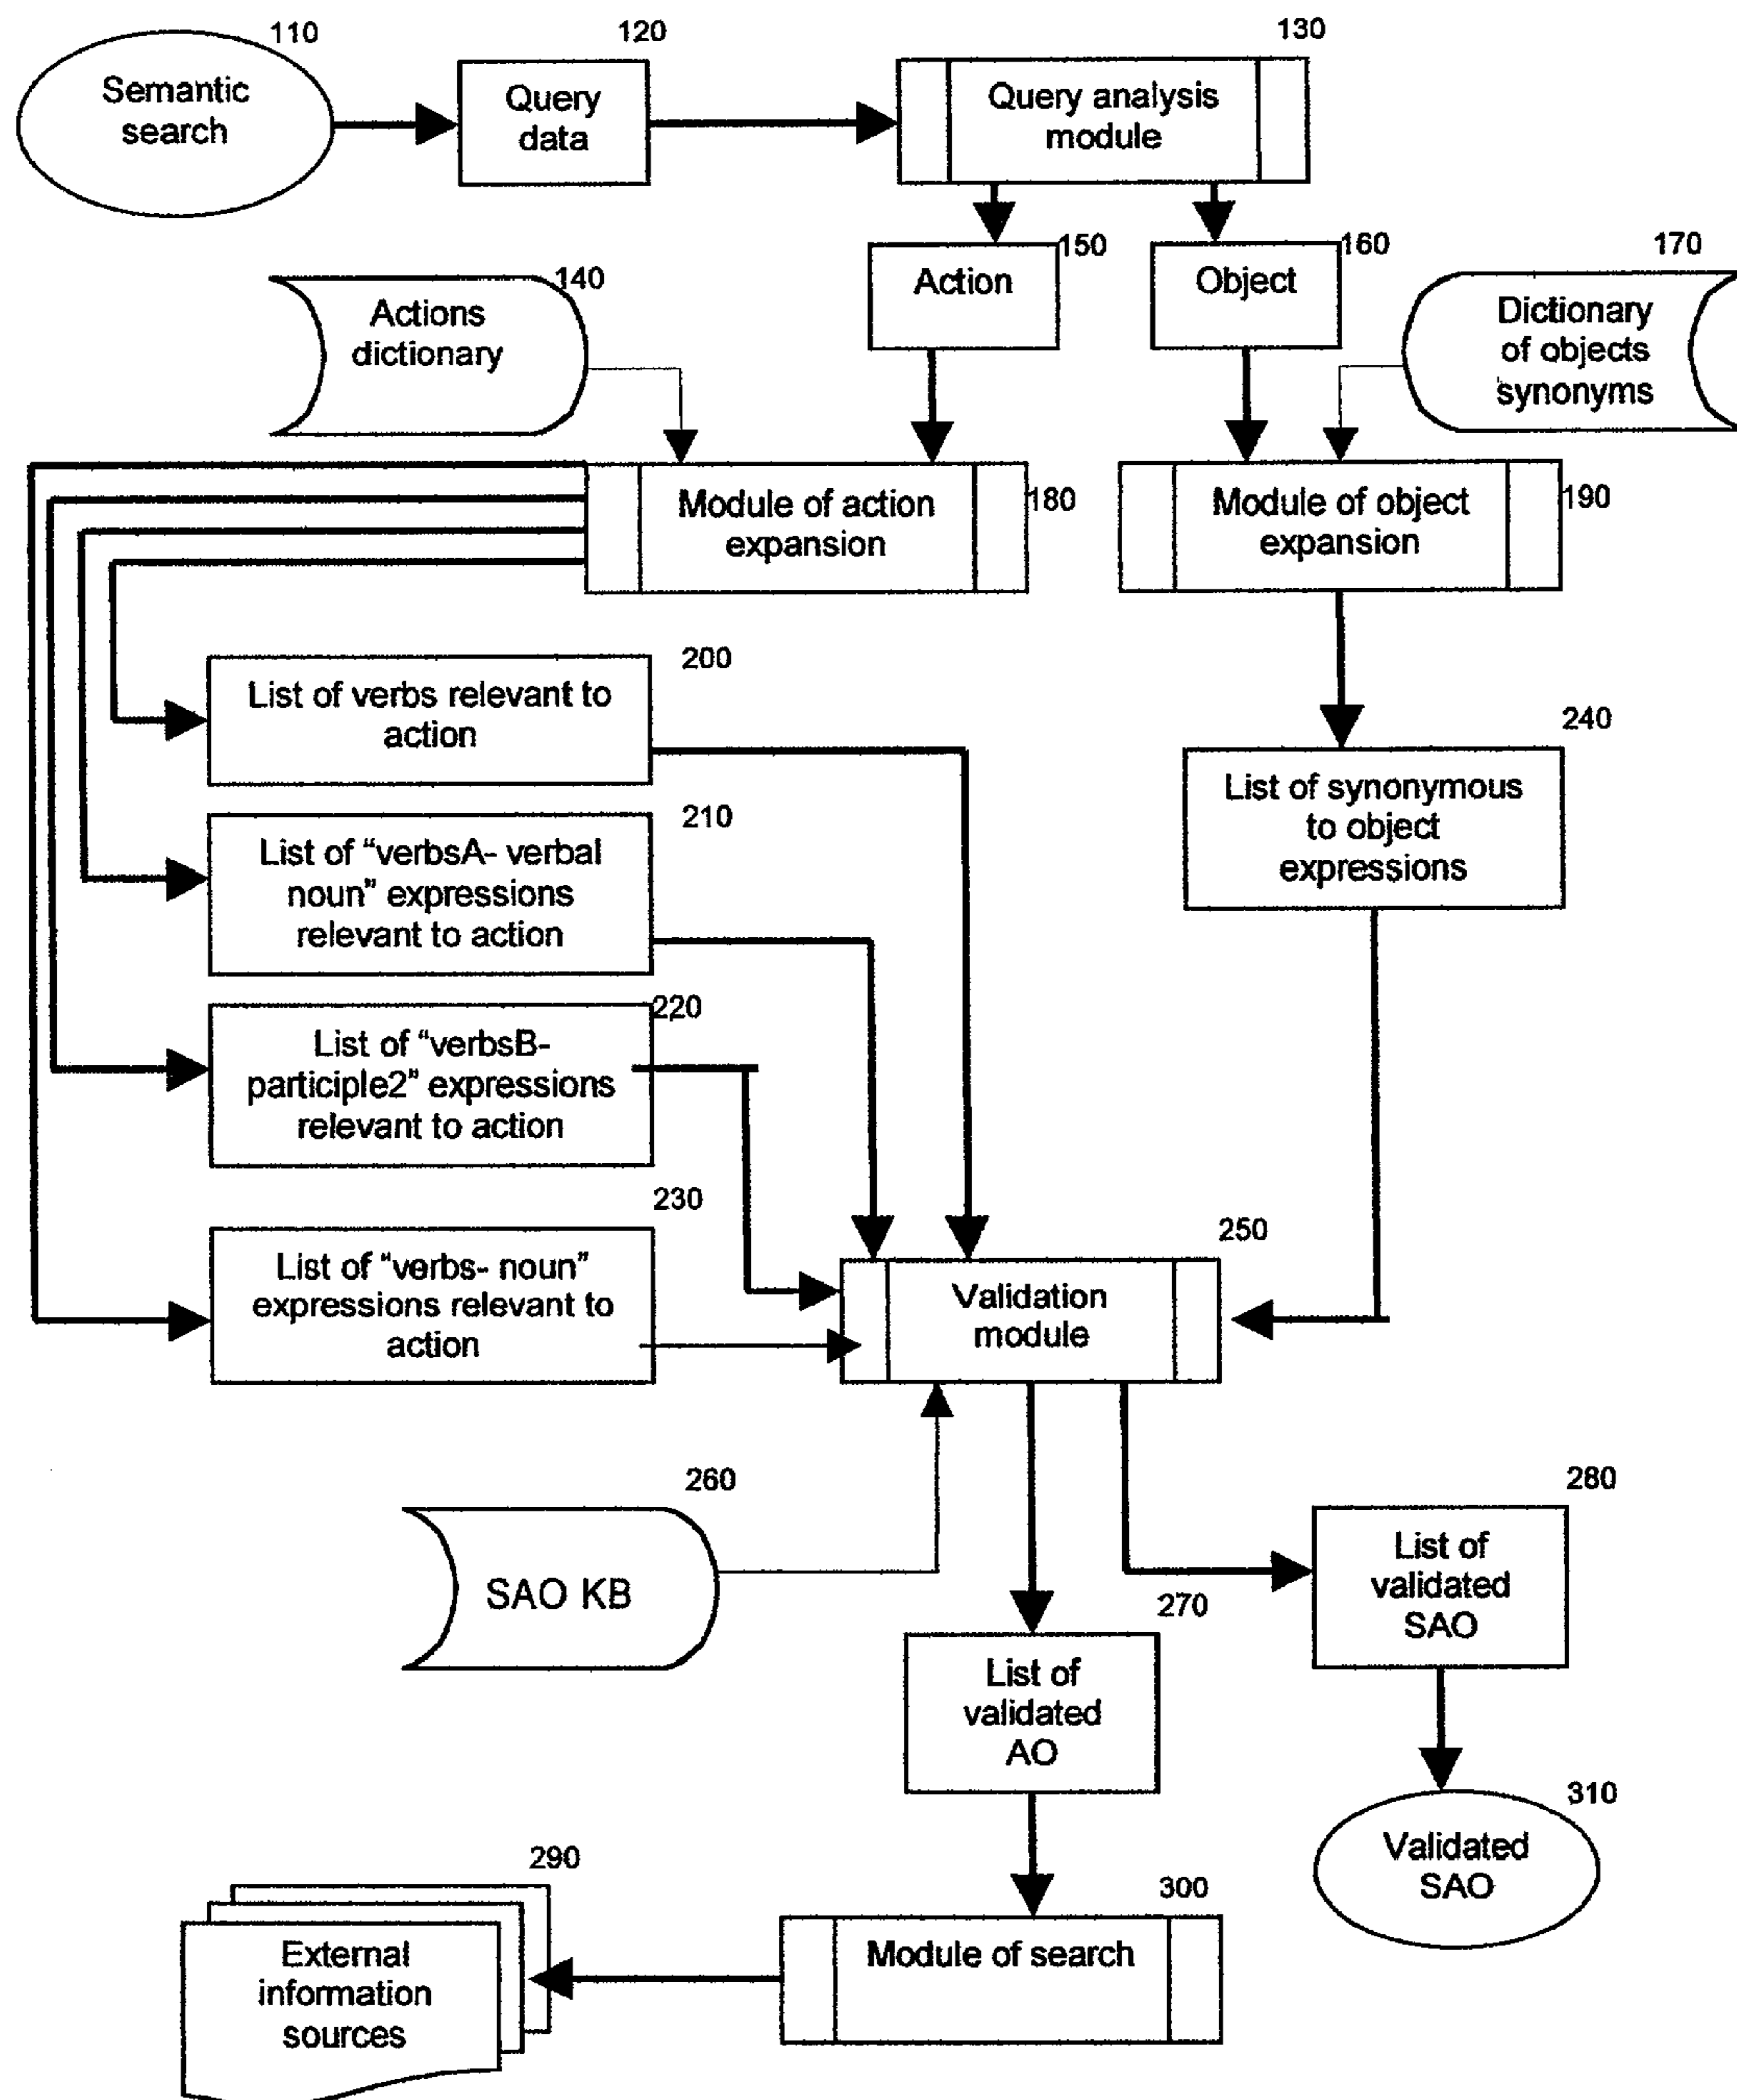 110
Semantic
search
120
Query
data
130
Query analysis
module
140
Actions
dictionary
150
Action
160
Object
170
Dictionary
of objects
synonyms
180
Module of action
expansion
190
Module of object
expansion
200
List of verbs relevant to
action
210
List of “verbsA- verbal
noun” expressions
relevant to action
220
List of “verbsB-
participle2” expressions
relevant to action
230
List of “verbs- noun”
expressions relevant to
action
240
List of synonymous
to object
expressions
250
Validation
module
260
SAO KB
270
List of
validated
AO
280
List of
validated
SAO
290
External
information
sources
300
Module of search
310
Validated
SAO